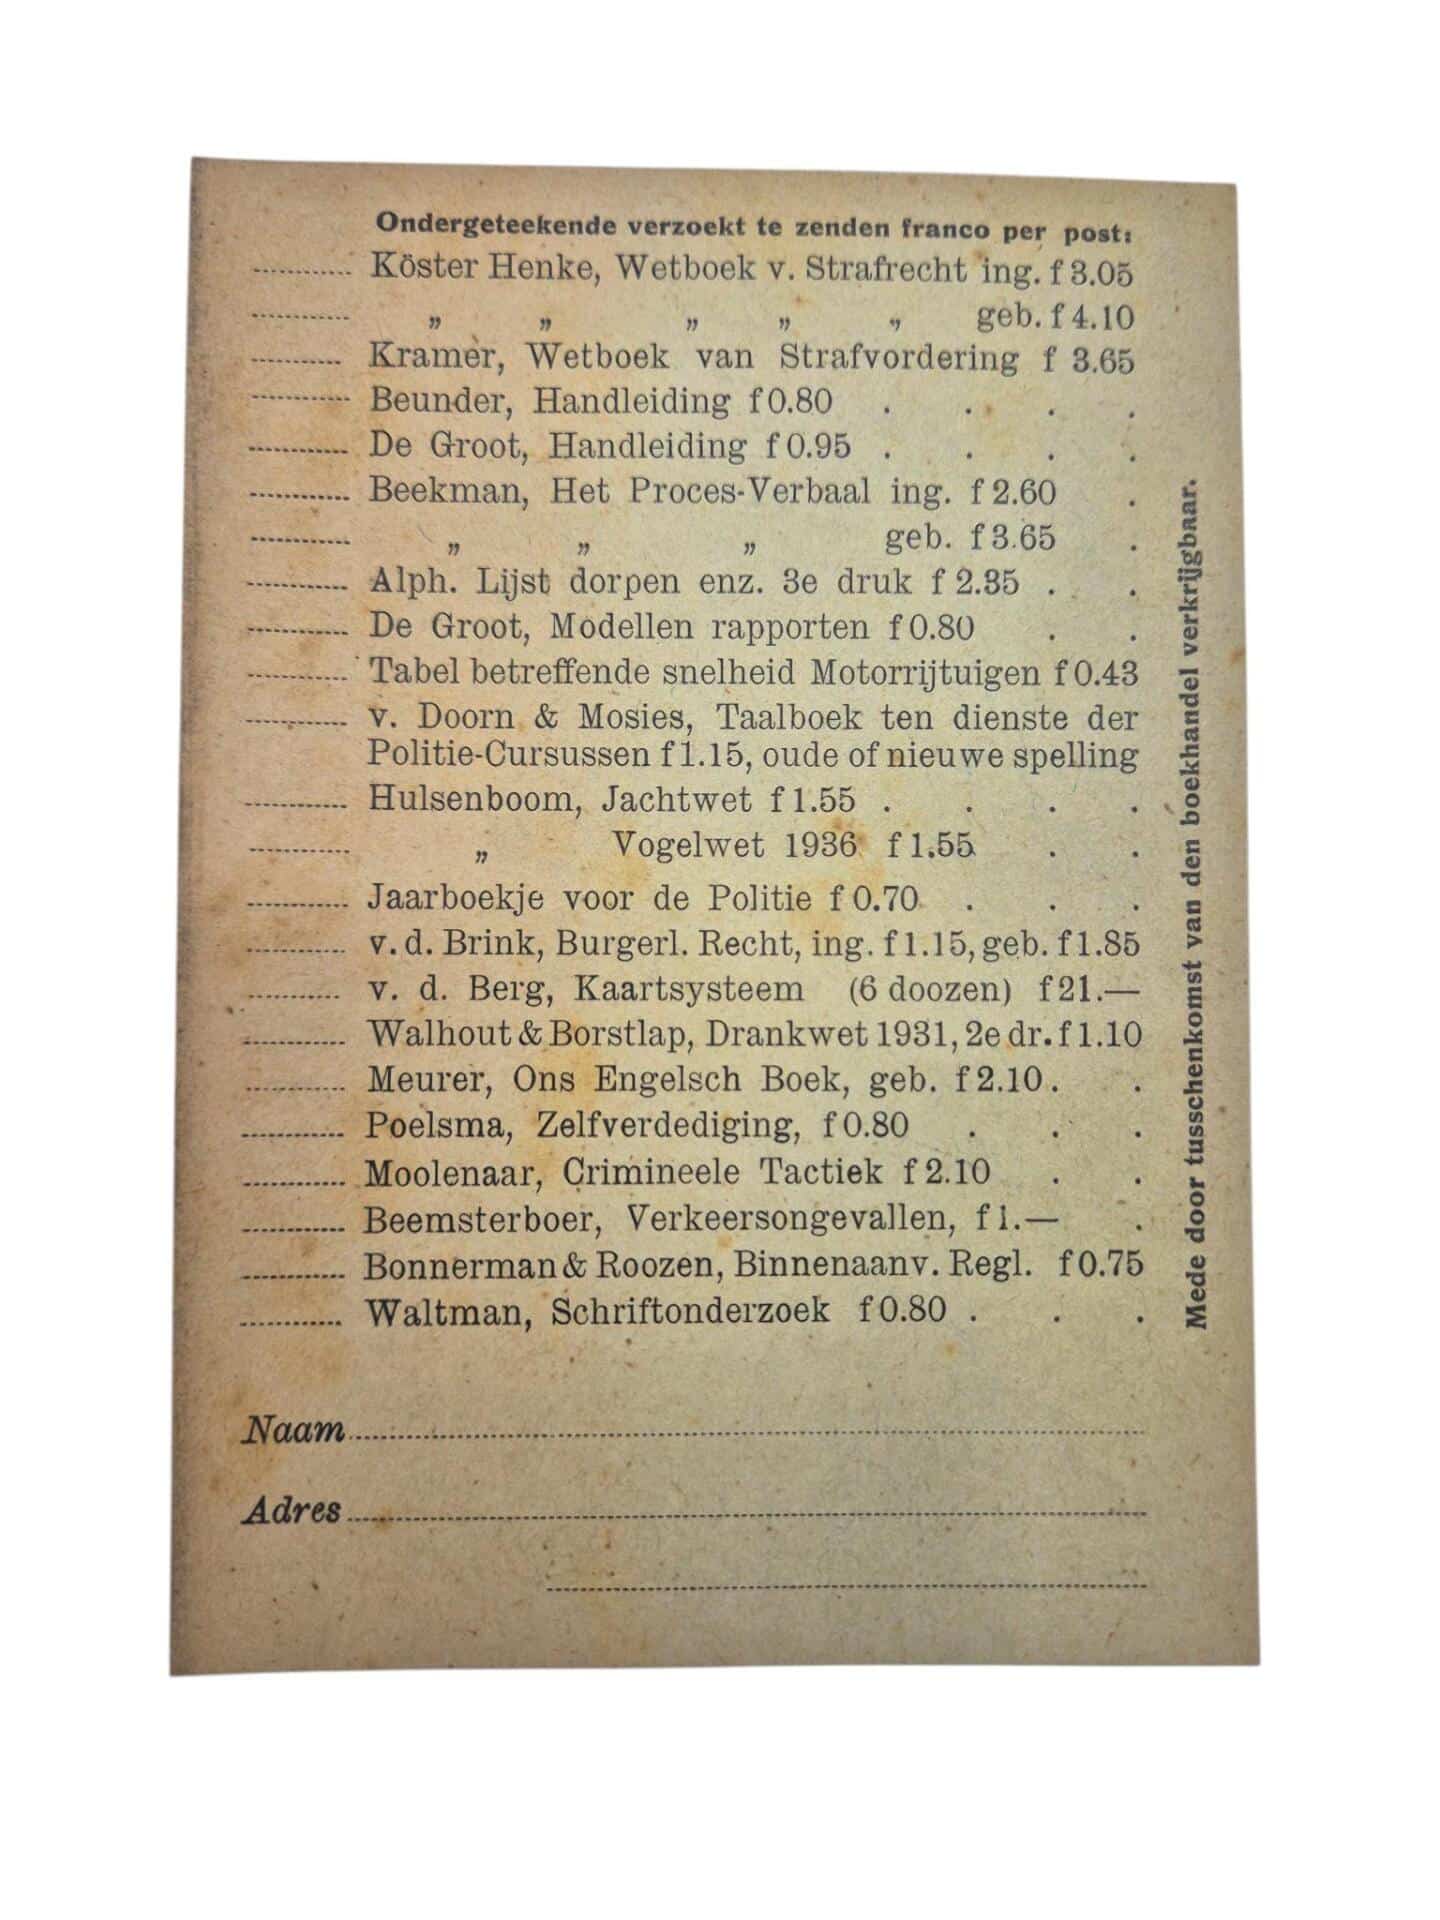 Ondergeteekende verzoekt te zenden franco per post:
............ Köster Henke, Wetboek v. Strafrecht ing. f 3.05
............ „ „ „ „ „ geb. f 4.10
............ Kramer, Wetboek van Strafvordering f 3.65
............ Beunder, Handleiding f 0.80 . . . .
............ De Groot, Handleiding f 0.95 . . . .
............ Beekman, Het Proces-Verbaal ing. f 2.60 .
............ „ „ „ geb. f 3.65 .
............ Alph. Lijst dorpen enz. 3e druk f 2.35 . .
............ De Groot, Modellen rapporten f 0.80 . .
............ Tabel betreffende snelheid Motorrijtuigen f 0.43
............ v. Doorn & Mosies, Taalboek ten dienste der
Politie-Cursussen f 1.15, oude of nieuwe spelling
............ Hulsenboom, Jachtwet f 1.55 . . . .
............ „ Vogelwet 1936 f 1.55 . .
............ Jaarboekje voor de Politie f 0.70 . . .
............ v. d. Brink, Burgerl. Recht, ing. f 1.15, geb. f 1.85
............ v. d. Berg, Kaartsysteem (6 doozen) f 21.—
............ Walhout & Borstlap, Drankwet 1931, 2e dr. f 1.10
............ Meurer, Ons Engelsch Boek, geb. f 2.10 . .
............ Poelsma, Zelfverdediging, f 0.80 . . .
............ Moolenaar, Crimineele Tactiek f 2.10 . .
............ Beemsterboer, Verkeersongevallen, f 1.— .
............ Bonnerman & Roozen, Binnenaanv. Regl. f 0.75
............ Waltman, Schriftonderzoek f 0.80 . . .
Naam............
Adres............
Mede door tusschenkomst van den boekhandel verkrijgbaar.